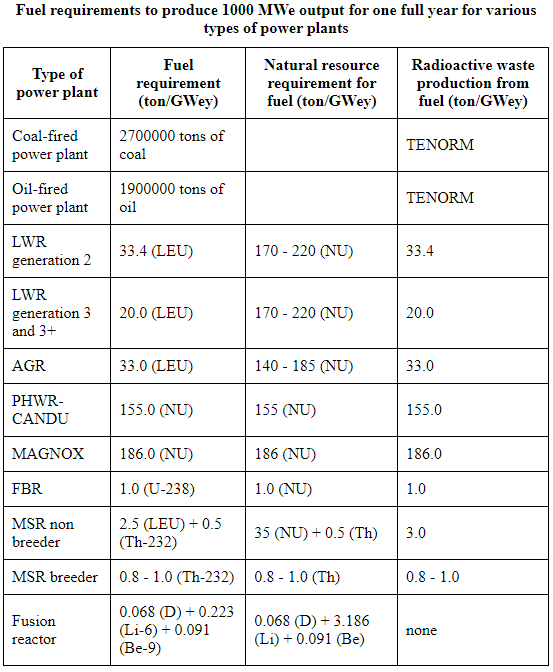 Fuel requirements to produce 1000 MWe output for one full year for various
types of power plants
Type of
power plant
Fuel
requirement
(ton/GWey)
Natural resource
requirement for
fuel (ton/GWey)
Radioactive waste
production from
fuel (ton/GWey)
Coal-fired
power plant
2700000 tons of
coal
TENORM
Oil-fired
power plant
1900000 tons of
oil
TENORM
LWR
generation 2
33.4 (LEU)
170 - 220 (NU)
33.4
LWR
generation 3
and 3+
20.0 (LEU)
170 - 220 (NU)
20.0
AGR
33.0 (LEU)
140 - 185 (NU)
33.0
PHWR-
CANDU
155.0 (NU)
155 (NU)
155.0
MAGNOX
186.0 (NU)
186 (NU)
186.0
FBR
1.0 (U-238)
1.0 (NU)
1.0
MSR non
breeder
2.5 (LEU) + 0.5
(Th-232)
35 (NU) + 0.5 (Th)
3.0
MSR breeder
0.8 - 1.0 (Th-232)
0.8 - 1.0 (Th)
0.8 - 1.0
Fusion
reactor
0.068 (D) + 0.223
(Li-6) + 0.091
(Be-9)
0.068 (D) + 3.186
(Li) + 0.091 (Be)
none